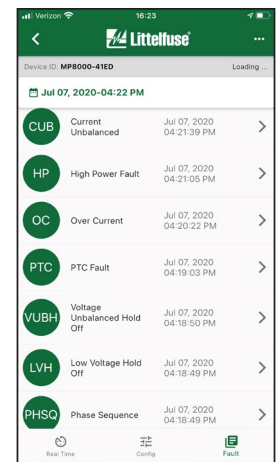 Verizon 16:23
Littelfuse®
Device ID: MP8000-41ED Loading ...
Jul 07, 2020-04:22 PM
CUB Current Unbalanced Jul 07, 2020 04:21:39 PM
HP High Power Fault Jul 07, 2020 04:21:05 PM
OC Over Current Jul 07, 2020 04:20:22 PM
PTC PTC Fault Jul 07, 2020 04:19:03 PM
VUBH Voltage Unbalanced Hold Off Jul 07, 2020 04:18:50 PM
LVH Low Voltage Hold Off Jul 07, 2020 04:18:49 PM
PHSQ Phase Sequence Jul 07, 2020 04:18:49 PM
Real Time Config Fault